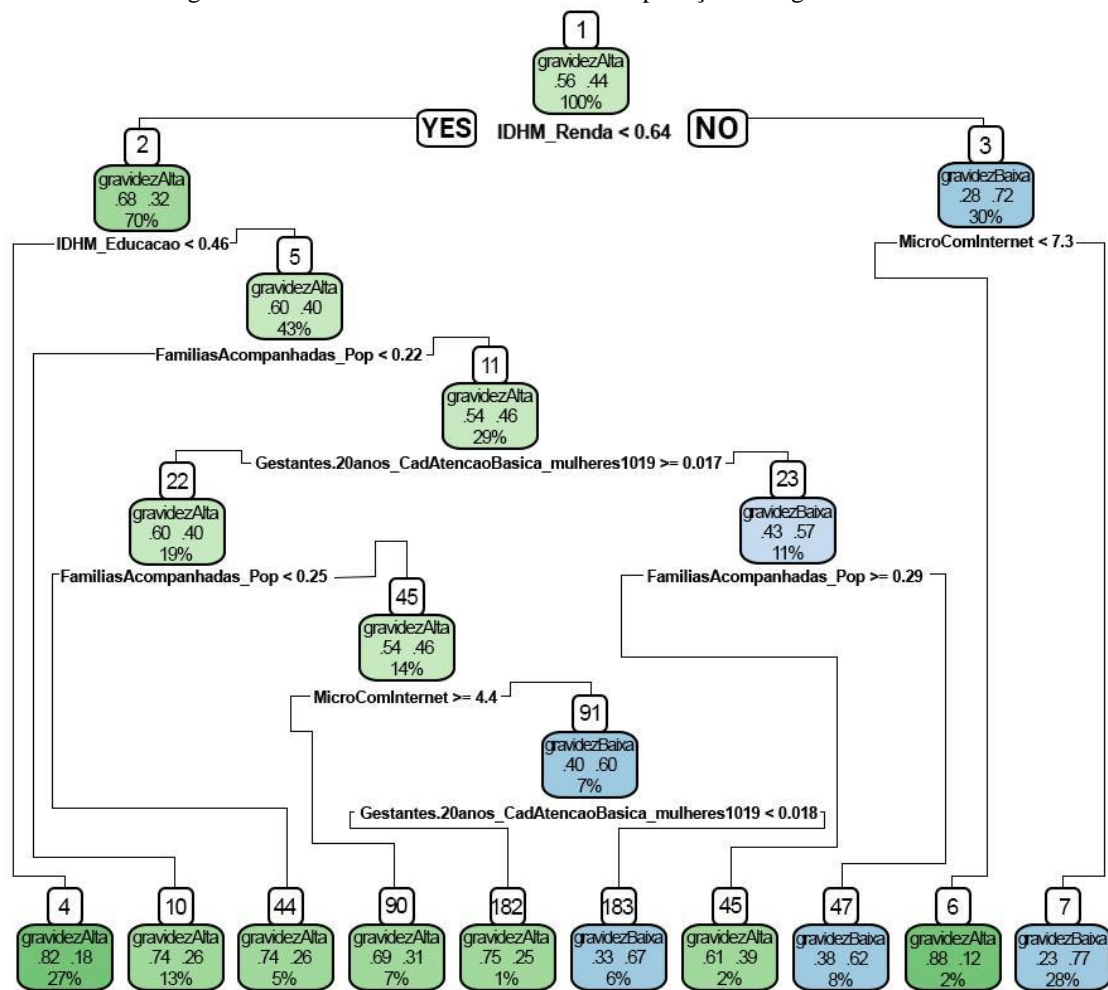 1
gravidezAlta
.56 .44
100%
YES IDHM_Renda < 0.64 NO
2
gravidezAlta
.68 .32
70%
3
gravidezBaixa
.28 .72
30%
IDHM_Educacao < 0.46
MicroComInternet < 7.3
5
gravidezAlta
.60 .40
43%
FamiliasAcompanhadas_Pop < 0.22
11
gravidezAlta
.54 .46
29%
Gestantes.20anos_CadAtencaoBasica_mulheres1019 >= 0.017
22
gravidezAlta
.60 .40
19%
23
gravidezBaixa
.43 .57
11%
FamiliasAcompanhadas_Pop < 0.25
FamiliasAcompanhadas_Pop >= 0.29
45
gravidezAlta
.54 .46
14%
MicroComInternet >= 4.4
91
gravidezBaixa
.40 .60
7%
Gestantes.20anos_CadAtencaoBasica_mulheres1019 < 0.018
4
gravidezAlta
.82 .18
27%
10
gravidezAlta
.74 .26
13%
44
gravidezAlta
.74 .26
5%
90
gravidezAlta
.69 .31
7%
182
gravidezAlta
.75 .25
1%
183
gravidezBaixa
.33 .67
6%
45
gravidezAlta
.61 .39
2%
47
gravidezBaixa
.38 .62
8%
6
gravidezAlta
.88 .12
2%
7
gravidezBaixa
.23 .77
28%